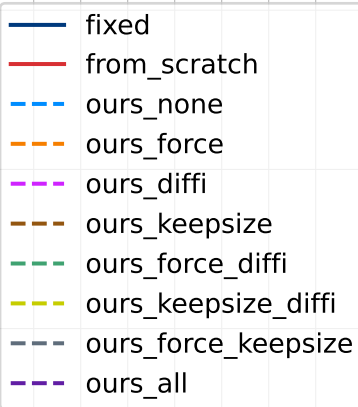 fixed
from_scratch
ours_none
ours_force
ours_diffi
ours_keepsize
ours_force_diffi
ours_keepsize_diffi
ours_force_keepsize
ours_all